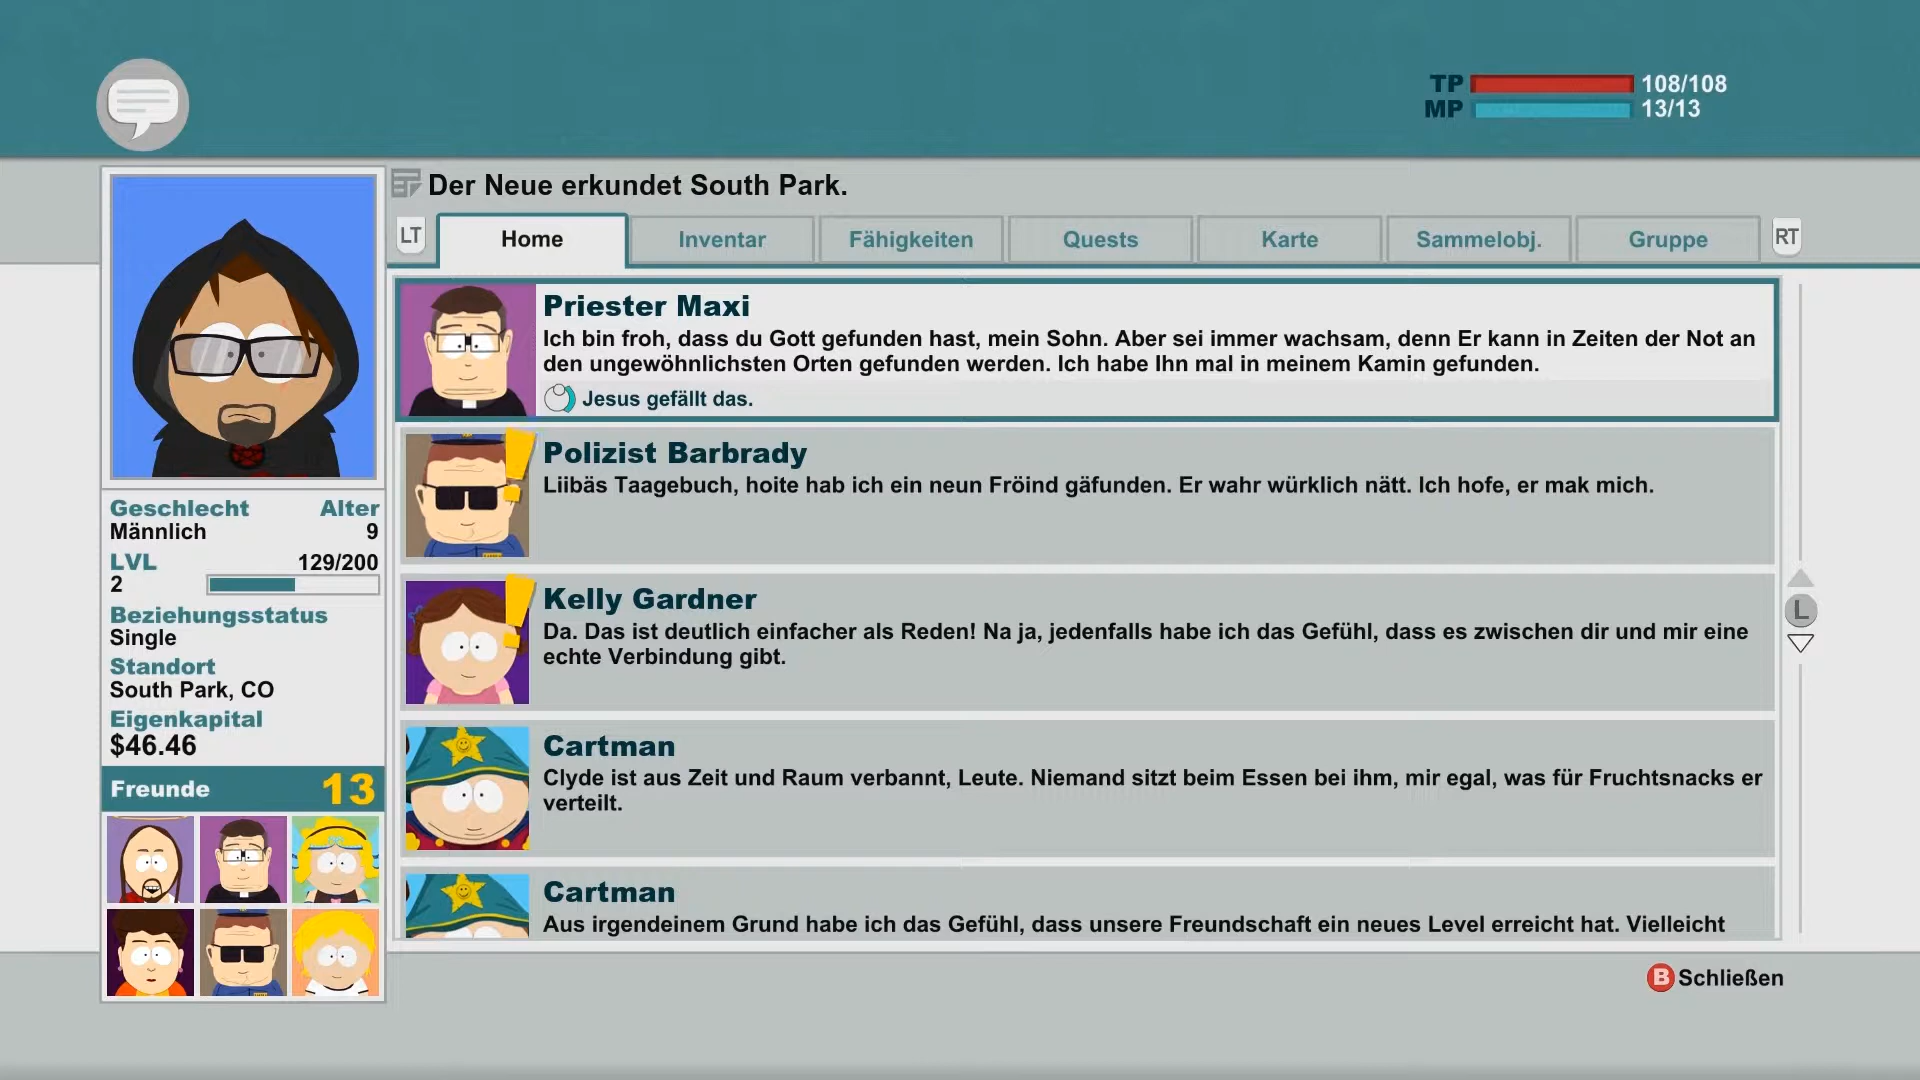 TP 108/108
MP 13/13
Der Neue erkundet South Park.
LT Home Inventar Fähigkeiten Quests Karte Sammelobj. Gruppe RT
Priester Maxi
Ich bin froh, dass du Gott gefunden hast, mein Sohn. Aber sei immer wachsam, denn Er kann in Zeiten der Not an
den ungewöhnlichsten Orten gefunden werden. Ich habe Ihn mal in meinem Kamin gefunden.
Jesus gefällt das.
Polizist Barbrady
Liibäs Taagebuch, hoite hab ich ein neun Fröind gäfunden. Er wahr würklich nätt. Ich hofe, er mak mich.
Kelly Gardner
Da. Das ist deutlich einfacher als Reden! Na ja, jedenfalls habe ich das Gefühl, dass es zwischen dir und mir eine
echte Verbindung gibt.
Cartman
Clyde ist aus Zeit und Raum verbannt, Leute. Niemand sitzt beim Essen bei ihm, mir egal, was für Fruchtsnacks er
verteilt.
Cartman
Aus irgendeinem Grund habe ich das Gefühl, dass unsere Freundschaft ein neues Level erreicht hat. Vielleicht
Geschlecht Alter
Männlich 9
LVL 129/200
2
Beziehungsstatus
Single
Standort
South Park, CO
Eigenkapital
$46.46
Freunde 13
L
B Schließen